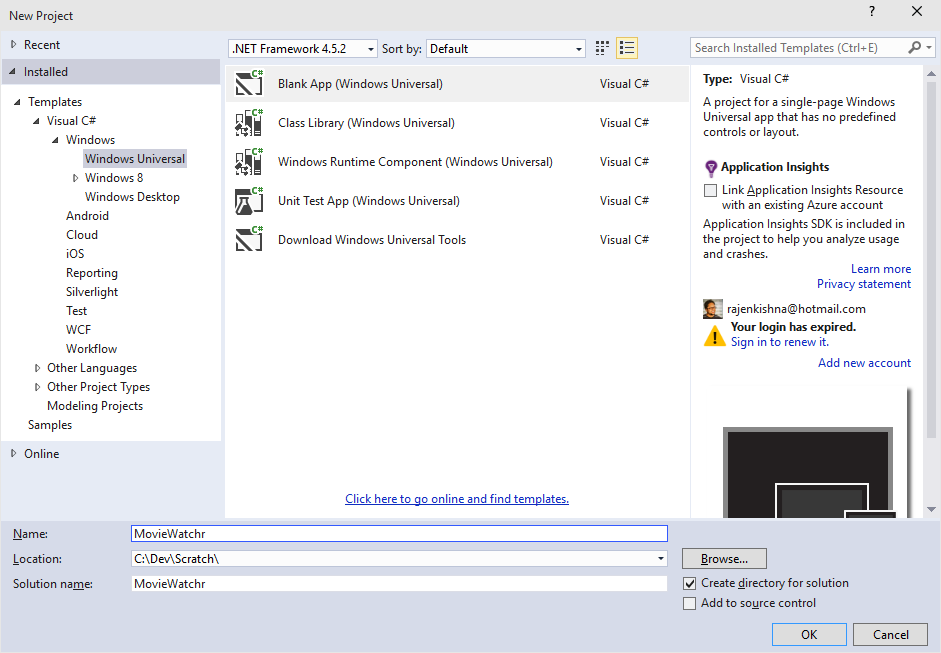 New Project
?
Recent
Installed
Templates
Visual C#
Windows
Windows Universal
Windows 8
Windows Desktop
Android
Cloud
iOS
Reporting
Silverlight
Test
WCF
Workflow
Other Languages
Other Project Types
Modeling Projects
Samples
Online
.NET Framework 4.5.2 Sort by: Default
C# Blank App (Windows Universal) Visual C#
C# Class Library (Windows Universal) Visual C#
C# Windows Runtime Component (Windows Universal) Visual C#
C# Unit Test App (Windows Universal) Visual C#
C# Download Windows Universal Tools Visual C#
Click here to go online and find templates.
Search Installed Templates (Ctrl+E)
Type: Visual C#
A project for a single-page Windows
Universal app that has no predefined
controls or layout.
Application Insights
Link Application Insights Resource
with an existing Azure account
Application Insights SDK is included in
the project to help you analyze usage
and crashes.
Learn more
Privacy statement
rajenkishna@hotmail.com
Your login has expired.
Sign in to renew it.
Add new account
Name: MovieWatchr
Location: C:\Dev\Scratch\ Browse...
Solution name: MovieWatchr
Create directory for solution
Add to source control
OK Cancel